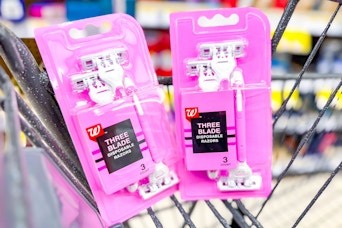 W
THREE
BLADE
DISPOSABLE
RAZORS
3
W
THREE
BLADE
DISPOSABLE
RAZORS
3